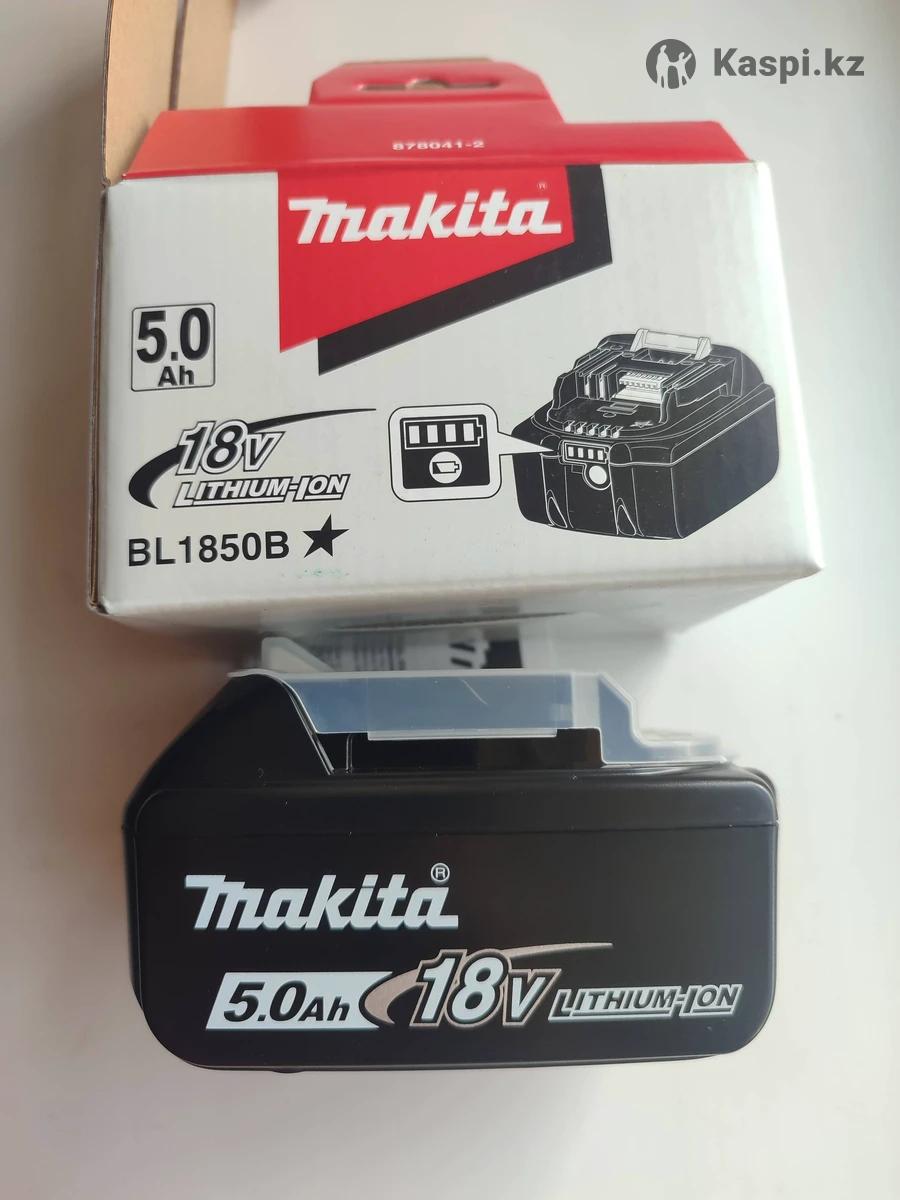 Kaspi.kz
878041-2
makita®
5.0
Ah
18V
LITHIUM-ION
BL1850B ★
makita®
5.0Ah 18V LITHIUM-ION